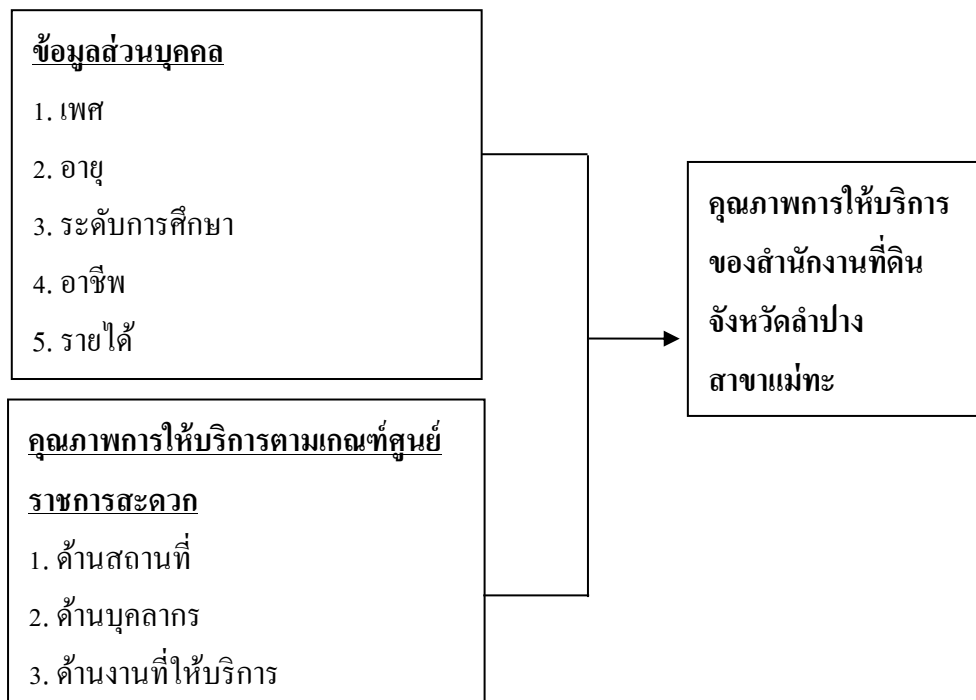 ข้อมูลส่วนบุคคล
1. เพศ
2. อายุ
3. ระดับการศึกษา
4. อาชีพ
5. รายได้
คุณภาพการให้บริการตามเกณฑ์ศูนย์
ราชการสะดวก
1. ด้านสถานที่
2. ด้านบุคลากร
3. ด้านงานที่ให้บริการ
คุณภาพการให้บริการ
ของสำนักงานที่ดิน
จังหวัดลำปาง
สาขาแม่ทะ